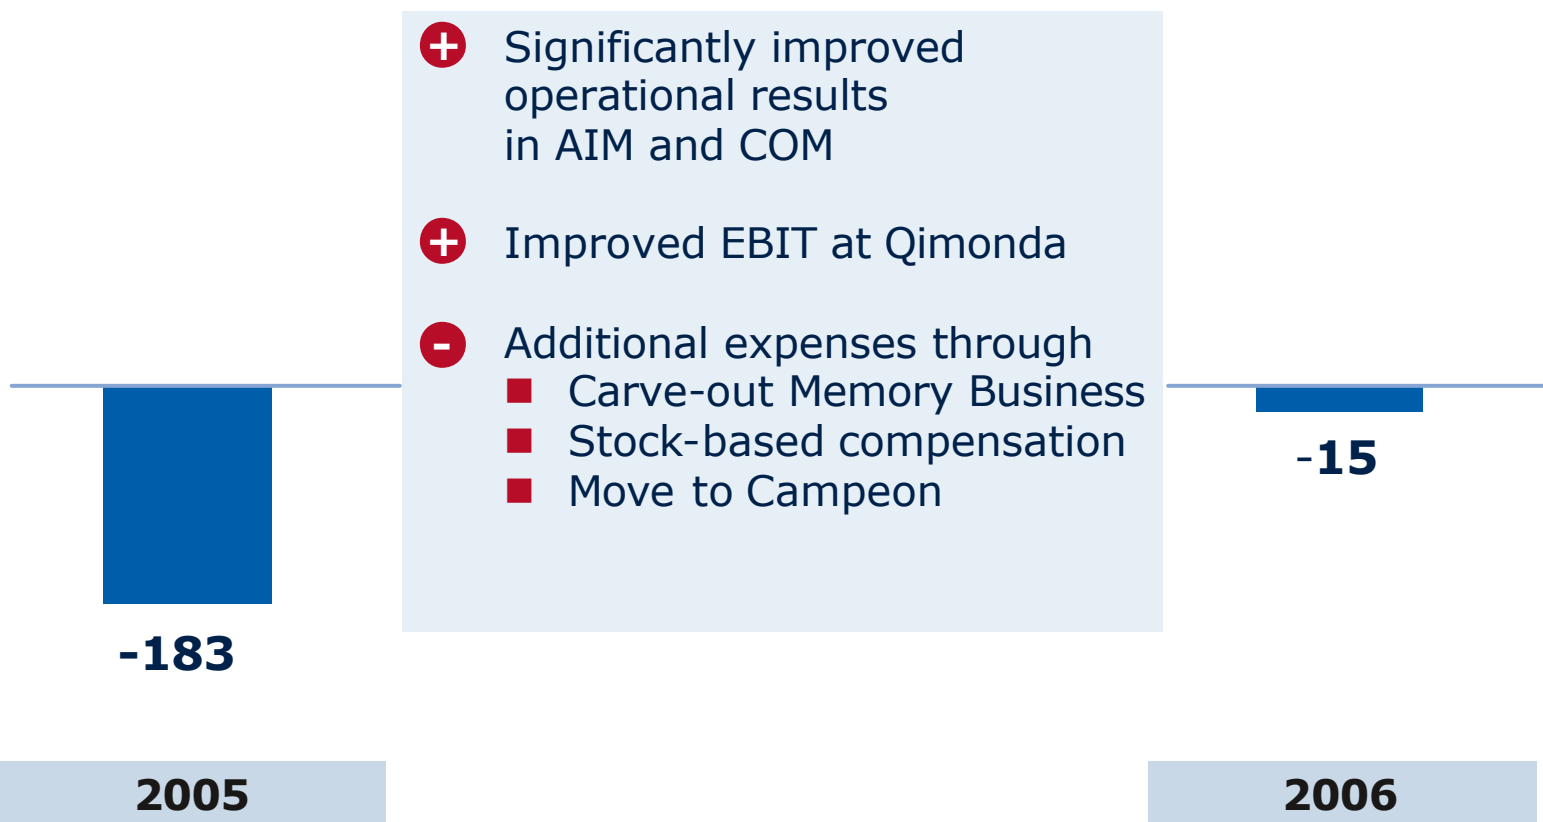 + Significantly improved
operational results
in AIM and COM
+ Improved EBIT at Qimonda
- Additional expenses through
■ Carve-out Memory Business
■ Stock-based compensation
■ Move to Campeon
-15
-183
2005
2006